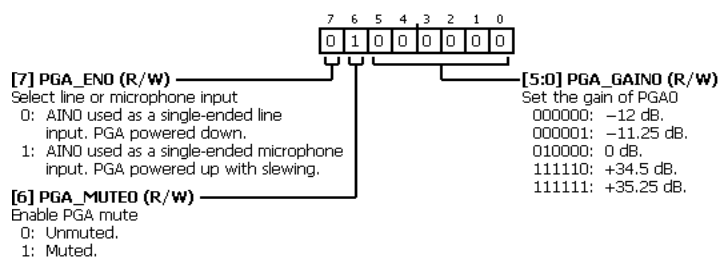 7 6 5 4 3 2 1 0
0 1 0 0 0 0 0 0
[7] PGA_EN0 (R/W)
Select line or microphone input
0: AIN0 used as a single-ended line
input. PGA powered down.
1: AIN0 used as a single-ended microphone
input. PGA powered up with slewing.
[6] PGA_MUTE0 (R/W)
Enable PGA mute
0: Unmuted.
1: Muted.
[5:0] PGA_GAIN0 (R/W)
Set the gain of PGA0
000000: −12 dB.
000001: −11.25 dB.
010000: 0 dB.
111110: +34.5 dB.
111111: +35.25 dB.